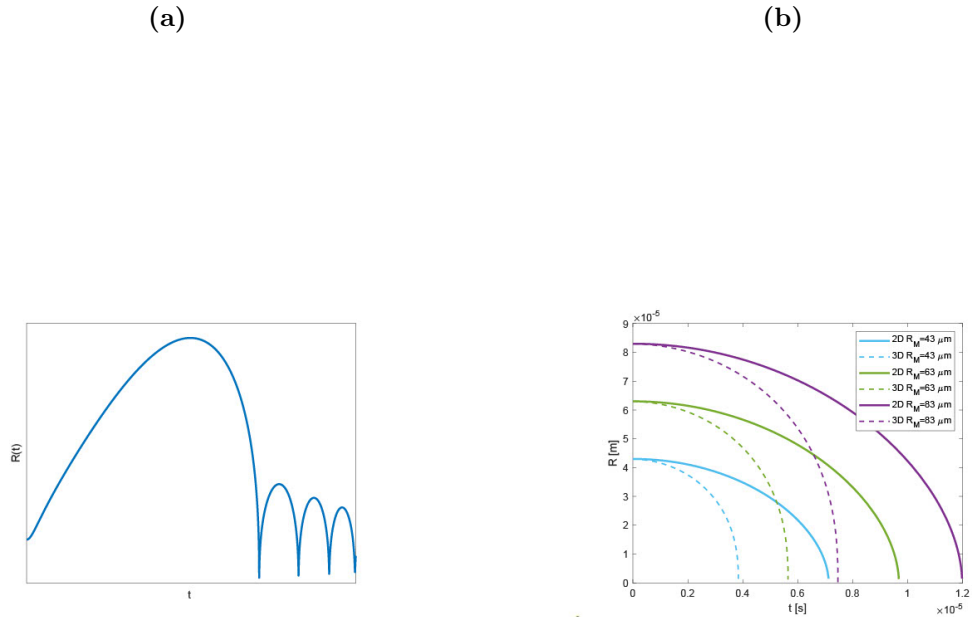 (a)
(b)
R(t)
t
×10⁻⁵
9
8
7
6
5
4
3
2
1
0
R [m]
2D R_M=43 μm
3D R_M=43 μm
2D R_M=63 μm
3D R_M=63 μm
2D R_M=83 μm
3D R_M=83 μm
0 0.2 0.4 0.6 0.8 1 1.2
t [s]
×10⁻⁵